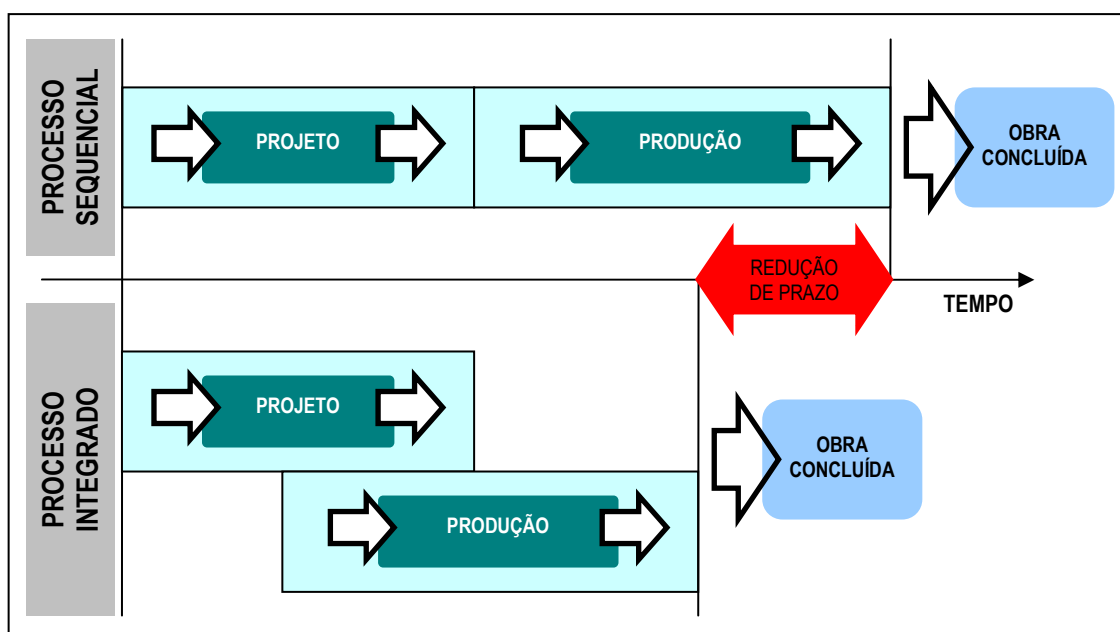 PROCESSO
SEQUENCIAL
PROJETO
PRODUÇÃO
OBRA
CONCLUÍDA
REDUÇÃO
DE PRAZO
TEMPO
PROCESSO
INTEGRADO
PROJETO
PRODUÇÃO
OBRA
CONCLUÍDA